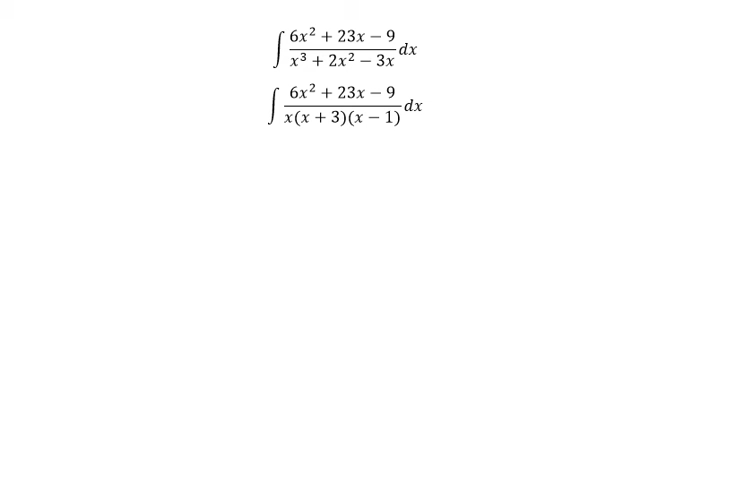 ∫ (6x² + 23x − 9)/(x³ + 2x² − 3x) dx
∫ (6x² + 23x − 9)/(x(x + 3)(x − 1)) dx